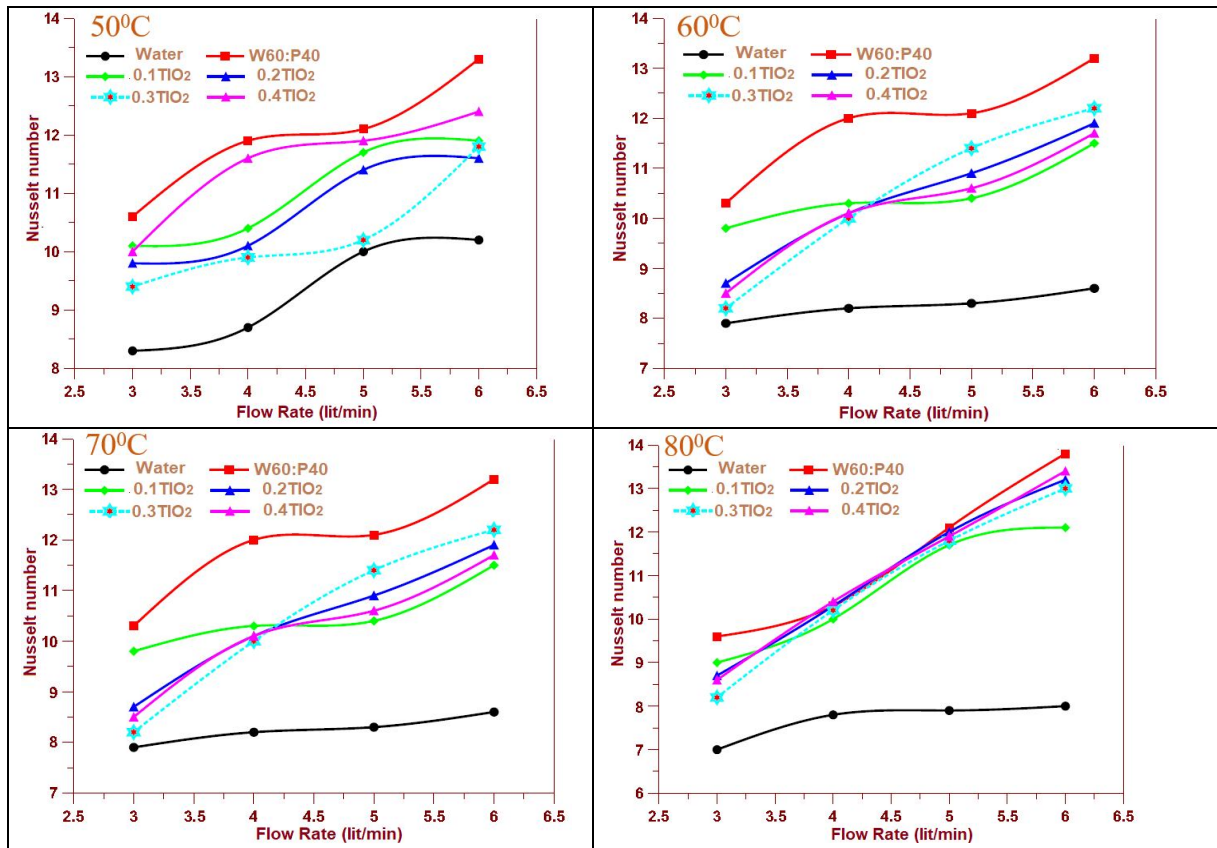 50⁰C
Water
W60:P40
0.1TIO2
0.2TIO2
0.3TIO2
0.4TIO2
Nusselt number
14
13
12
11
10
9
8
2.5 3 3.5 4 4.5 5 5.5 6 6.5
Flow Rate (lit/min)
60⁰C
Water
W60:P40
0.1TIO2
0.2TIO2
0.3TIO2
0.4TIO2
Nusselt number
14
13
12
11
10
9
8
7
2.5 3 3.5 4 4.5 5 5.5 6 6.5
Flow Rate (lit/min)
70⁰C
Water
W60:P40
0.1TIO2
0.2TIO2
0.3TIO2
0.4TIO2
Nusselt number
14
13
12
11
10
9
8
7
2.5 3 3.5 4 4.5 5 5.5 6 6.5
Flow Rate (lit/min)
80⁰C
Water
W60:P40
0.1TIO2
0.2TIO2
0.3TIO2
0.4TIO2
Nusselt number
14
13
12
11
10
9
8
7
6
2.5 3 3.5 4 4.5 5 5.5 6 6.5
Flow Rate (lit/min)